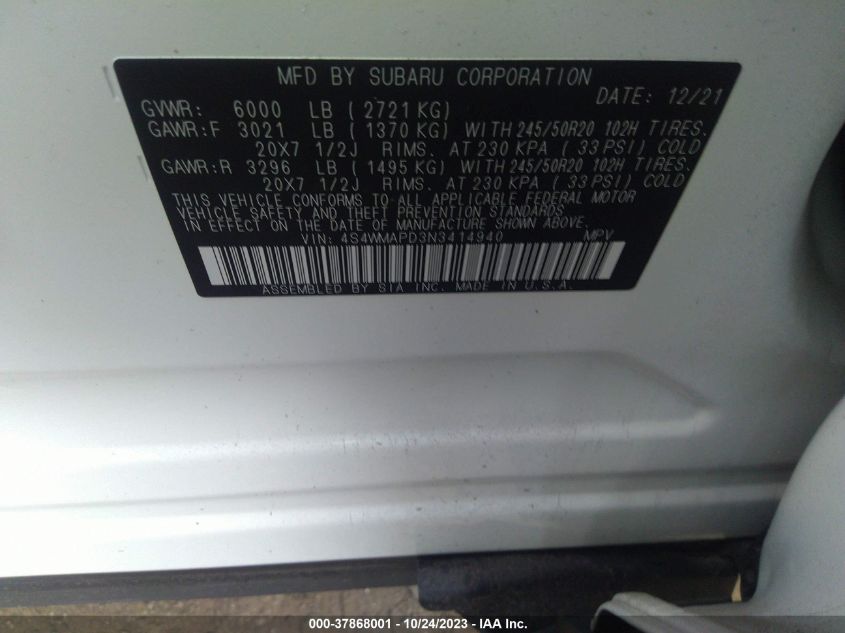 MFD BY SUBARU CORPORATION
DATE: 12/21
GVWR: 6000 LB ( 2721 KG)
GAWR:F 3021 LB ( 1370 KG) WITH 245/50R20 102H TIRES.
20X7 1/2J RIMS. AT 230 KPA ( 33 PSI) COLD
GAWR:R 3296 LB ( 1495 KG) WITH 245/50R20 102H TIRES.
20X7 1/2J RIMS. AT 230 KPA ( 33 PSI) COLD
THIS VEHICLE CONFORMS TO ALL APPLICABLE FEDERAL MOTOR
VEHICLE SAFETY AND THEFT PREVENTION STANDARDS
IN EFFECT ON THE DATE OF MANUFACTURE SHOWN ABOVE.
VIN: 4S4WMAPD3N3414940 MPV
ASSEMBLED BY SIA INC. MADE IN U.S.A.
000-37868001 - 10/24/2023 - IAA Inc.